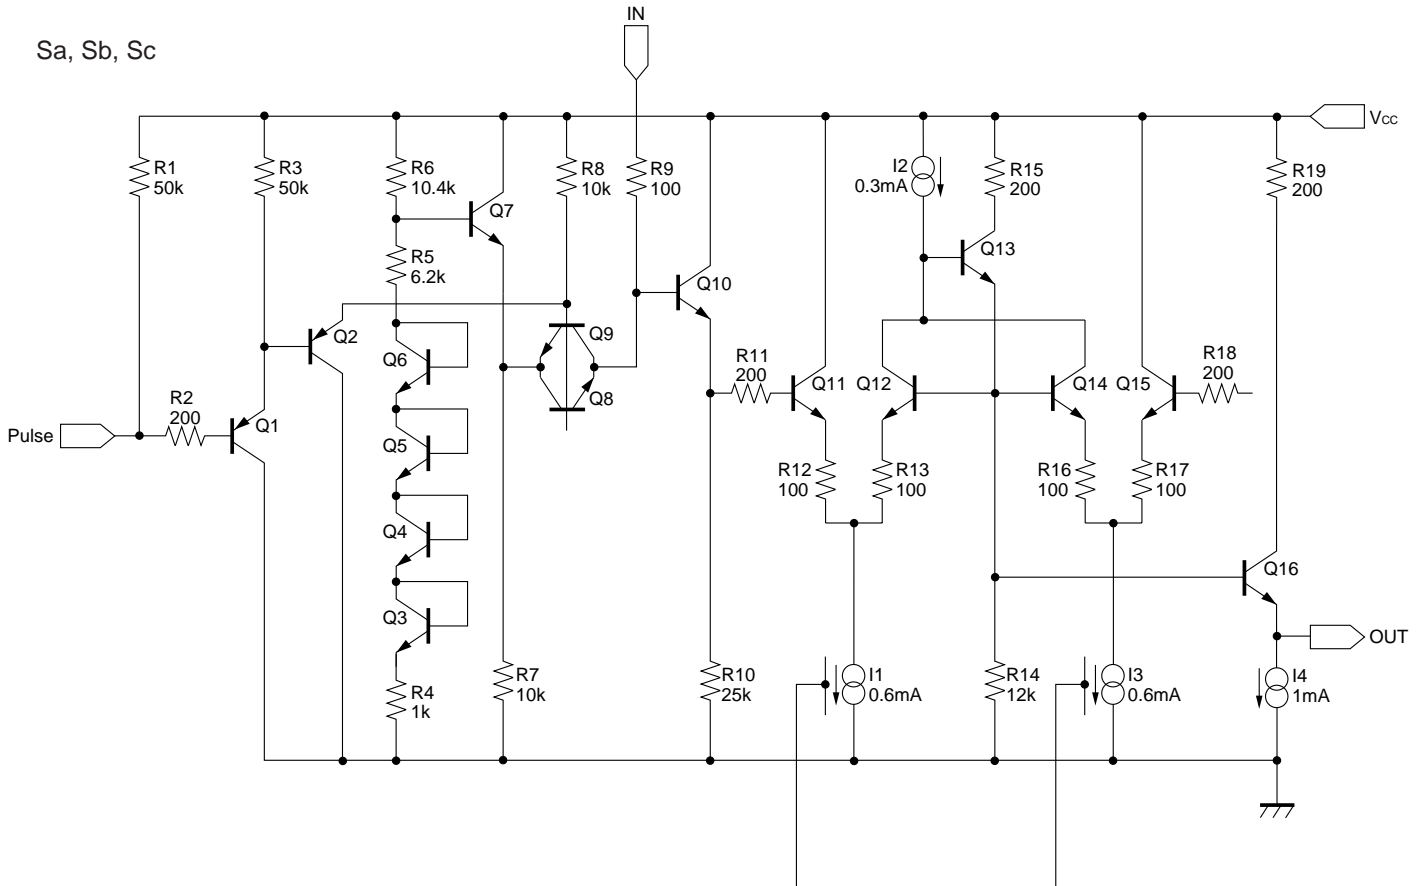 IN
Sa, Sb, Sc
VCC
R1
50k
R3
50k
R6
10.4k
R8
10k
R9
100
I2
0.3mA
R15
200
R19
200
Q7
R5
6.2k
Q13
Q10
Q2
Q9
Q6
R11
200
Q11
Q12
Q14
Q15
R18
200
Q8
R2
200
Pulse
Q1
Q5
R12
100
R13
100
R16
100
R17
100
Q4
Q16
Q3
OUT
R4
1k
R7
10k
R10
25k
I1
0.6mA
R14
12k
I3
0.6mA
I4
1mA